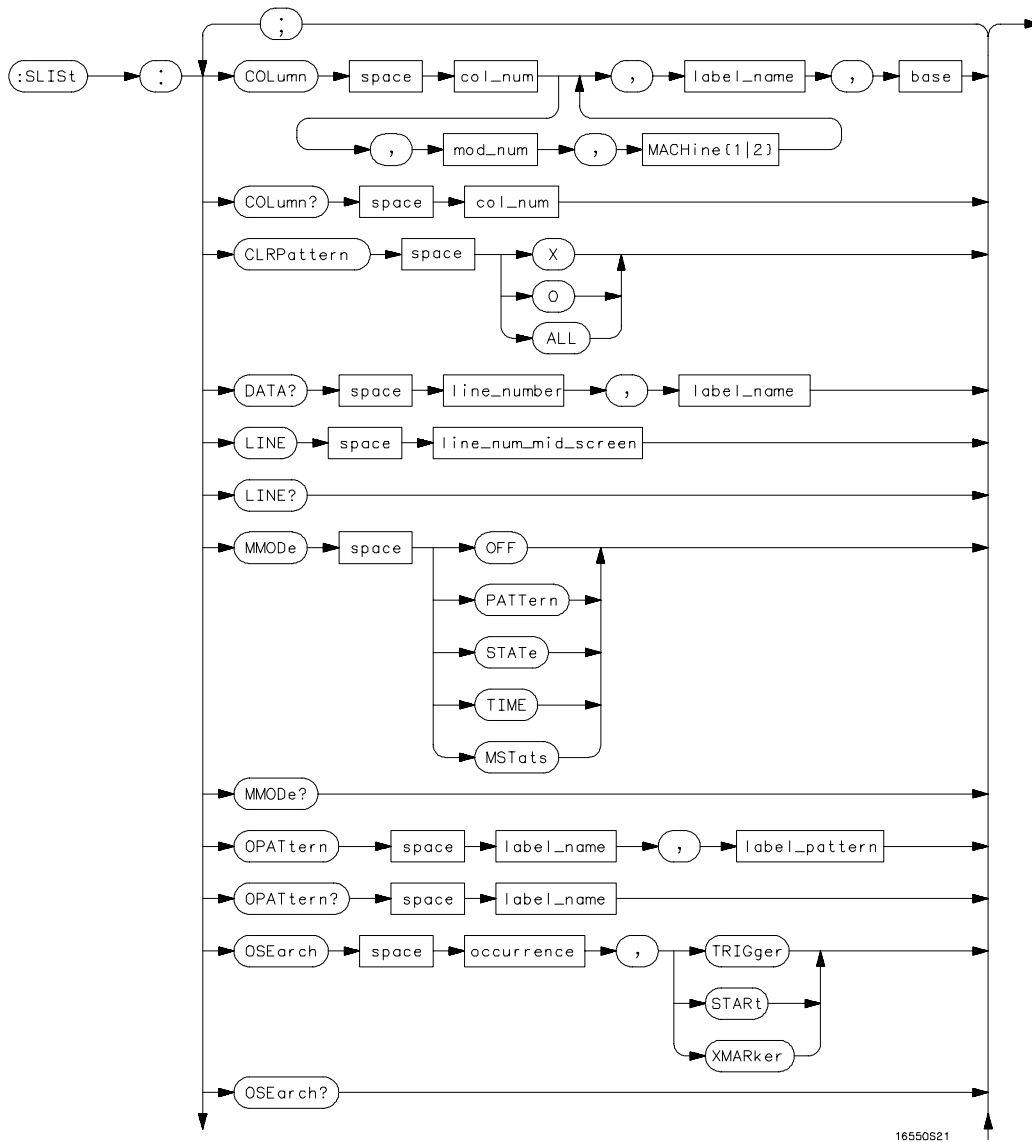 ;
:SLISt : COLumn space col_num , label_name , base
, mod_num , MACHine{1|2}
COLumn? space col_num
CLRPattern space X
O
ALL
DATA? space line_number , label_name
LINE space line_num_mid_screen
LINE?
MMODe space OFF
PATTern
STATe
TIME
MSTats
MMODe?
OPATtern space label_name , label_pattern
OPATtern? space label_name
OSEarch space occurrence , TRIGger
STARt
XMARker
OSEarch?
16550S21